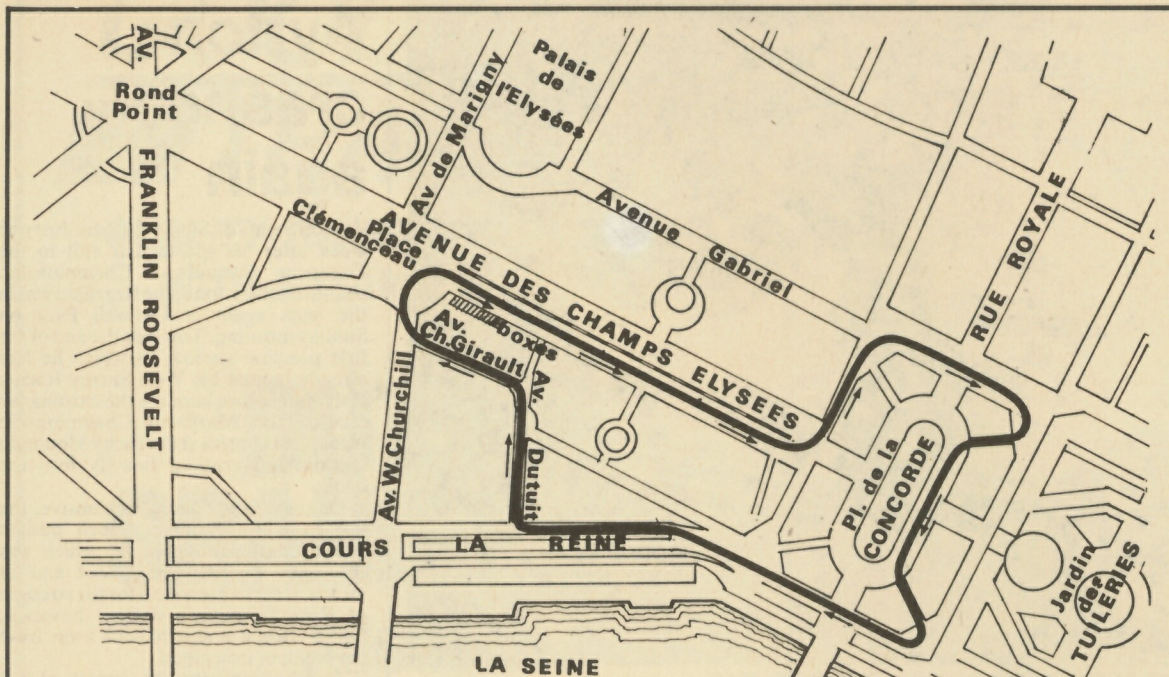 AV.
Rond
Point
FRANKLIN ROOSEVELT
Palais
de
l'Elysées
Av de Marigny
Avenue Gabriel
RUE ROYALE
Place
Clémenceau
AVENUE DES CHAMPS ELYSEES
boxes
Av.
Ch. Girault
Av.
Dutuit
Av. W. Churchill
Pl. de la
CONCORDE
COURS LA REINE
Jardin
des
TUILERIES
LA SEINE